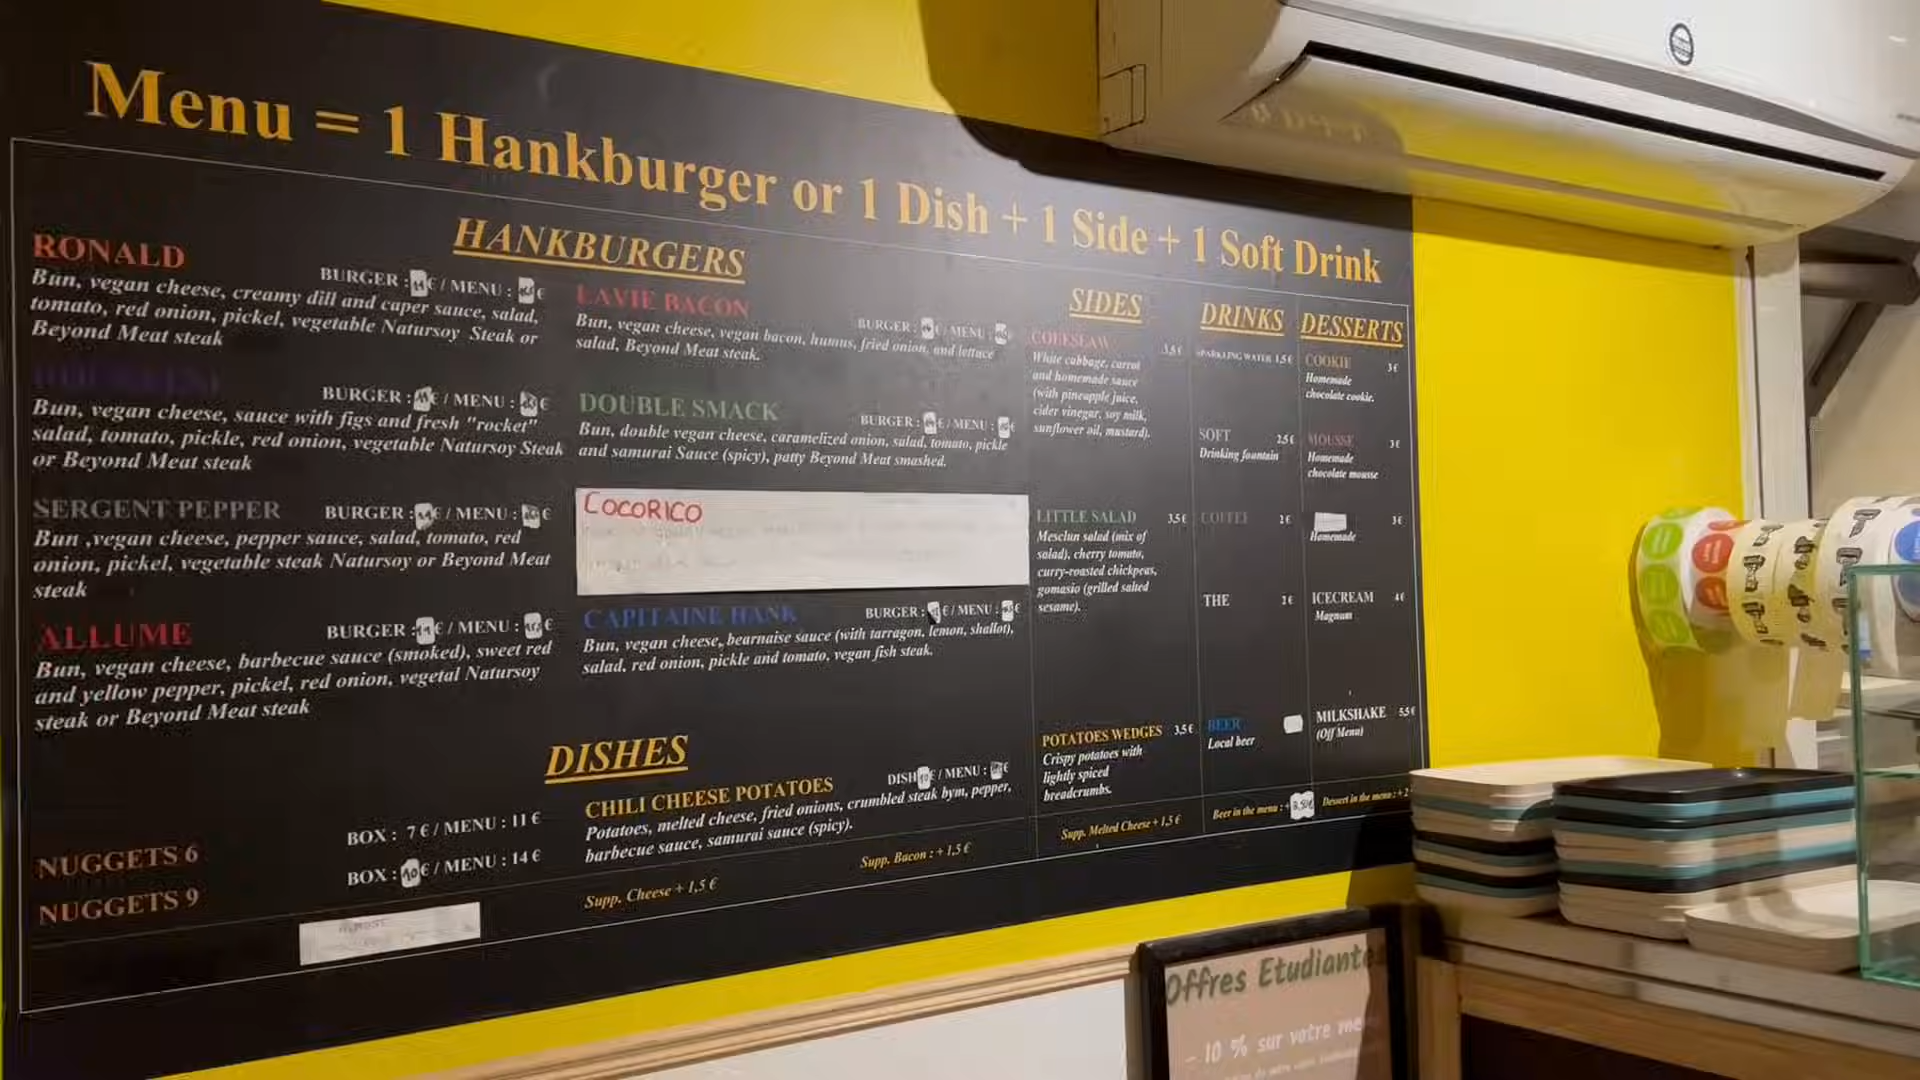 Menu = 1 Hankburger or 1 Dish + 1 Side + 1 Soft Drink
HANKBURGERS
RONALD
BURGER : € / MENU : €
Bun, vegan cheese, creamy dill and caper sauce, salad,
tomato, red onion, pickel, vegetable Natursoy Steak or
Beyond Meat steak
BURGER : € / MENU : €
Bun, vegan cheese, sauce with figs and fresh "rocket"
salad, tomato, pickle, red onion, vegetable Natursoy Steak
or Beyond Meat steak
SERGENT PEPPER
BURGER : € / MENU : €
Bun ,vegan cheese, pepper sauce, salad, tomato, red
onion, pickel, vegetable steak Natursoy or Beyond Meat
steak
ALLUME
BURGER : € / MENU : €
Bun, vegan cheese, barbecue sauce (smoked), sweet red
and yellow pepper, pickel, red onion, vegetal Natursoy
steak or Beyond Meat steak
LAVIE BACON
BURGER : € / MENU : €
Bun, vegan cheese, vegan bacon, humus, fried onion, and lettuce
salad, Beyond Meat steak.
DOUBLE SMACK
BURGER : € / MENU : €
Bun, double vegan cheese, caramelized onion, salad, tomato, pickle
and samurai Sauce (spicy), patty Beyond Meat smashed.
COCORICO
CAPITAINE HANK
BURGER : € / MENU : €
Bun, vegan cheese, bearnaise sauce (with tarragon, lemon, shallot),
salad, red onion, pickle and tomato, vegan fish steak.
DISHES
NUGGETS 6
BOX : 7 € / MENU : 11 €
NUGGETS 9
BOX : 10 € / MENU : 14 €
CHILI CHEESE POTATOES
DISH € / MENU : €
Potatoes, melted cheese, fried onions, crumbled steak bym, pepper,
barbecue sauce, samurai sauce (spicy).
Supp. Cheese + 1,5 €
Supp. Bacon : + 1,5 €
SIDES
COLESLAW 3,5 €
White cabbage, carrot
and homemade sauce
(with pineapple juice,
cider vinegar, soy milk,
sunflower oil, mustard).
LITTLE SALAD 3,5 €
Mesclun salad (mix of
salad), cherry tomato,
curry-roasted chickpeas,
gomasio (grilled salted
sesame).
POTATOES WEDGES 3,5 €
Crispy potatoes with
lightly spiced
breadcrumbs.
Supp. Melted Cheese + 1,5 €
DRINKS
SPARKLING WATER 1,5 €
SOFT 2,5 €
Drinking fountain
COFFEE 2 €
THE 2 €
BEER
Local beer
Beer in the menu : + 3,50€
DESSERTS
COOKIE 3 €
Homemade
chocolate cookie.
MOUSSE 3 €
Homemade
chocolate mousse
3 €
Homemade
ICECREAM 4 €
Magnum
MILKSHAKE 5,5 €
(Off Menu)
Dessert in the menu : + 2
Offres Etudiante
- 10 % sur votre me